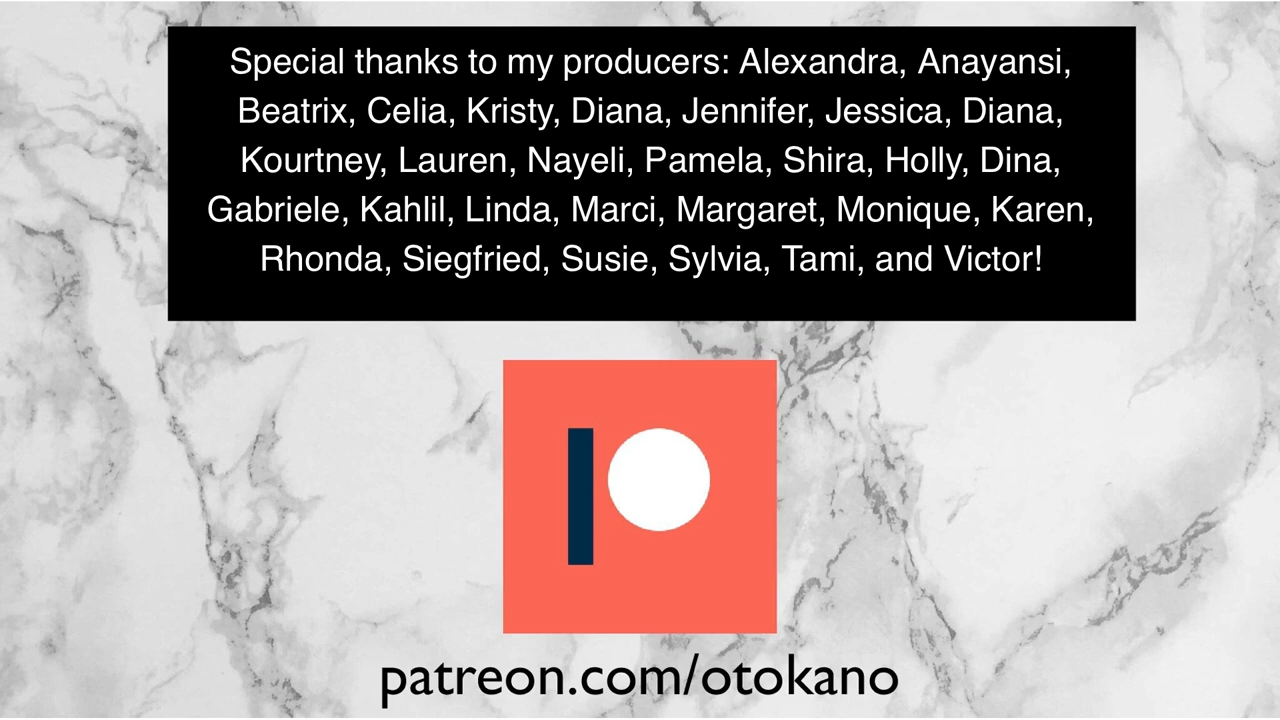 Special thanks to my producers: Alexandra, Anayansi,
Beatrix, Celia, Kristy, Diana, Jennifer, Jessica, Diana,
Kourtney, Lauren, Nayeli, Pamela, Shira, Holly, Dina,
Gabriele, Kahlil, Linda, Marci, Margaret, Monique, Karen,
Rhonda, Siegfried, Susie, Sylvia, Tami, and Victor!
patreon.com/otokano